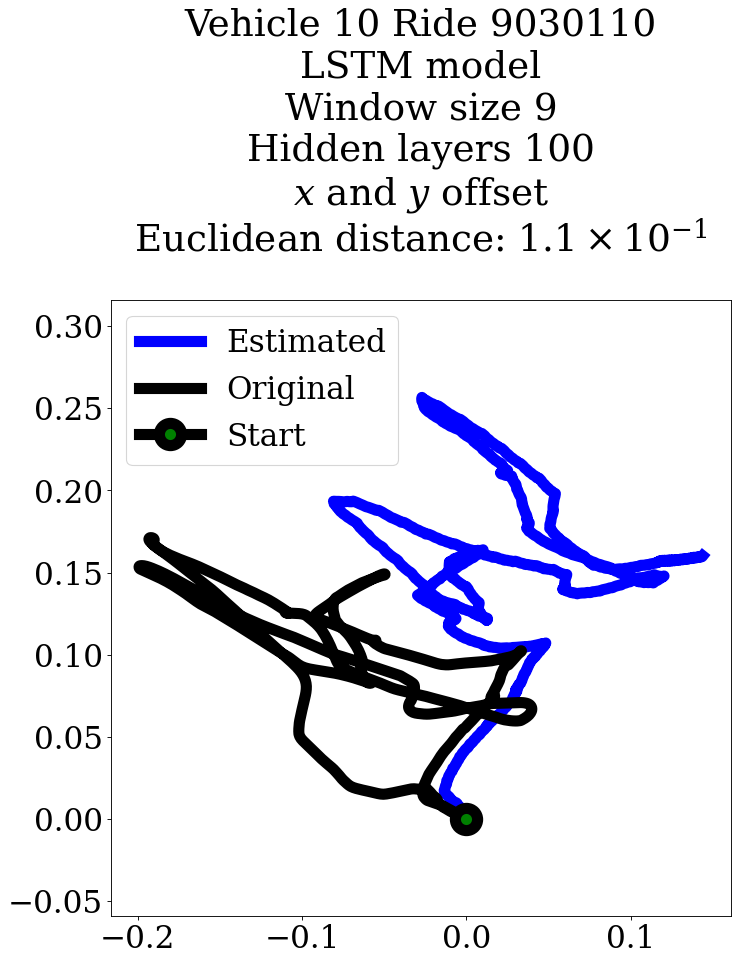 Vehicle 10 Ride 9030110
LSTM model
Window size 9
Hidden layers 100
x and y offset
Euclidean distance: 1.1 × 10⁻¹
Estimated
Original
Start
0.30
0.25
0.20
0.15
0.10
0.05
0.00
−0.05
−0.2
−0.1
0.0
0.1